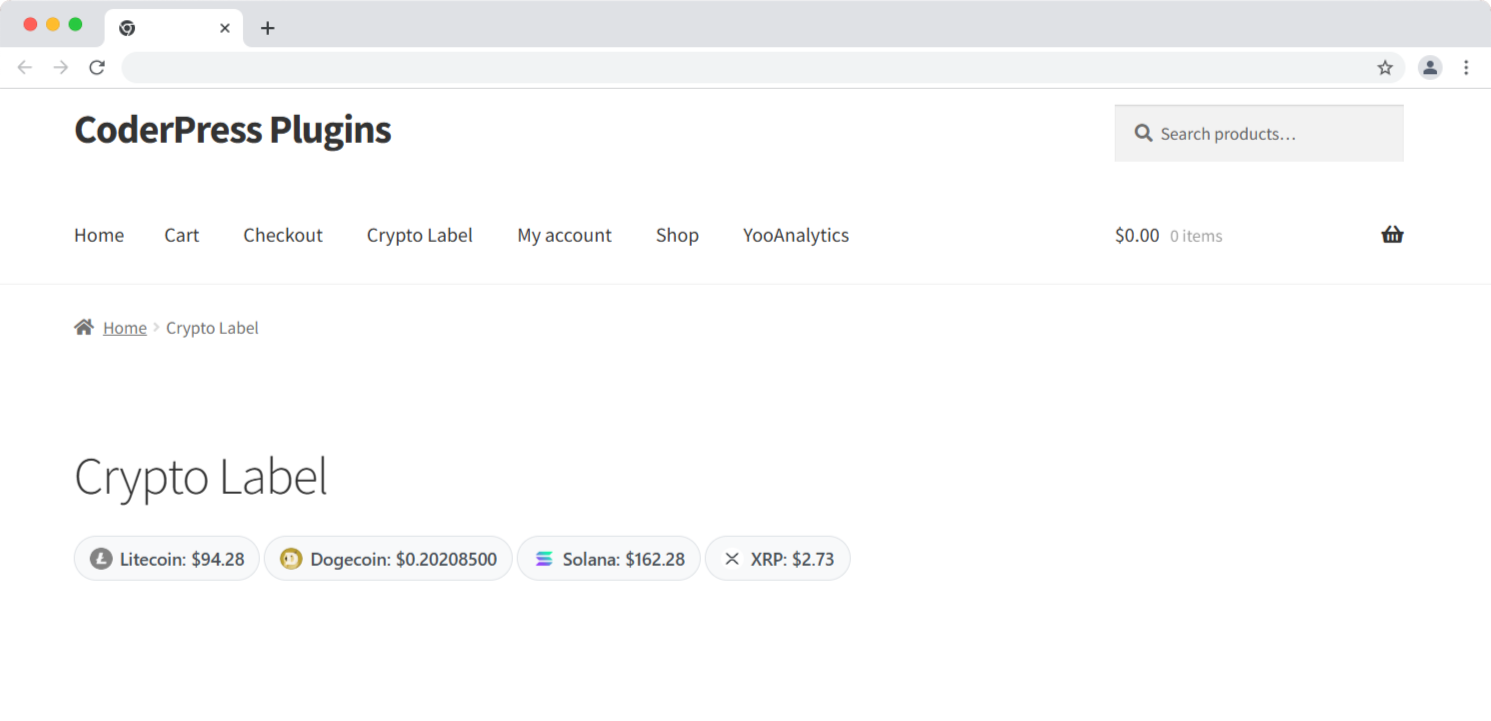 CoderPress Plugins
Search products…
Home Cart Checkout Crypto Label My account Shop YooAnalytics $0.00 0 items
Home Crypto Label
Crypto Label
Litecoin: $94.28 Dogecoin: $0.20208500 Solana: $162.28 XRP: $2.73